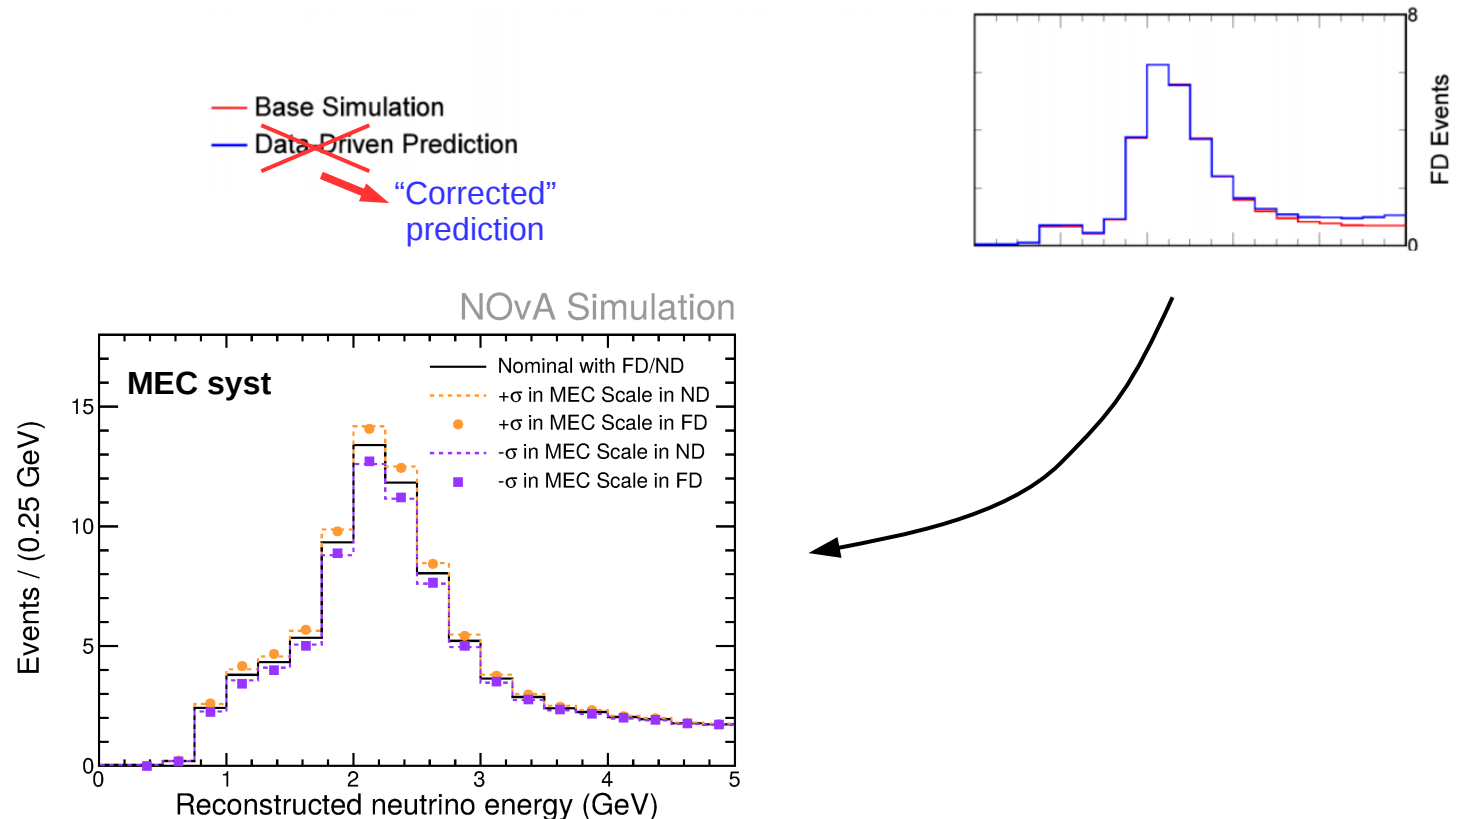 Base Simulation
Data-Driven Prediction
“Corrected”
prediction
8
FD Events
0
NOvA Simulation
MEC syst
Nominal with FD/ND
+σ in MEC Scale in ND
+σ in MEC Scale in FD
-σ in MEC Scale in ND
-σ in MEC Scale in FD
15
10
5
0
Events / (0.25 GeV)
0 1 2 3 4 5
Reconstructed neutrino energy (GeV)